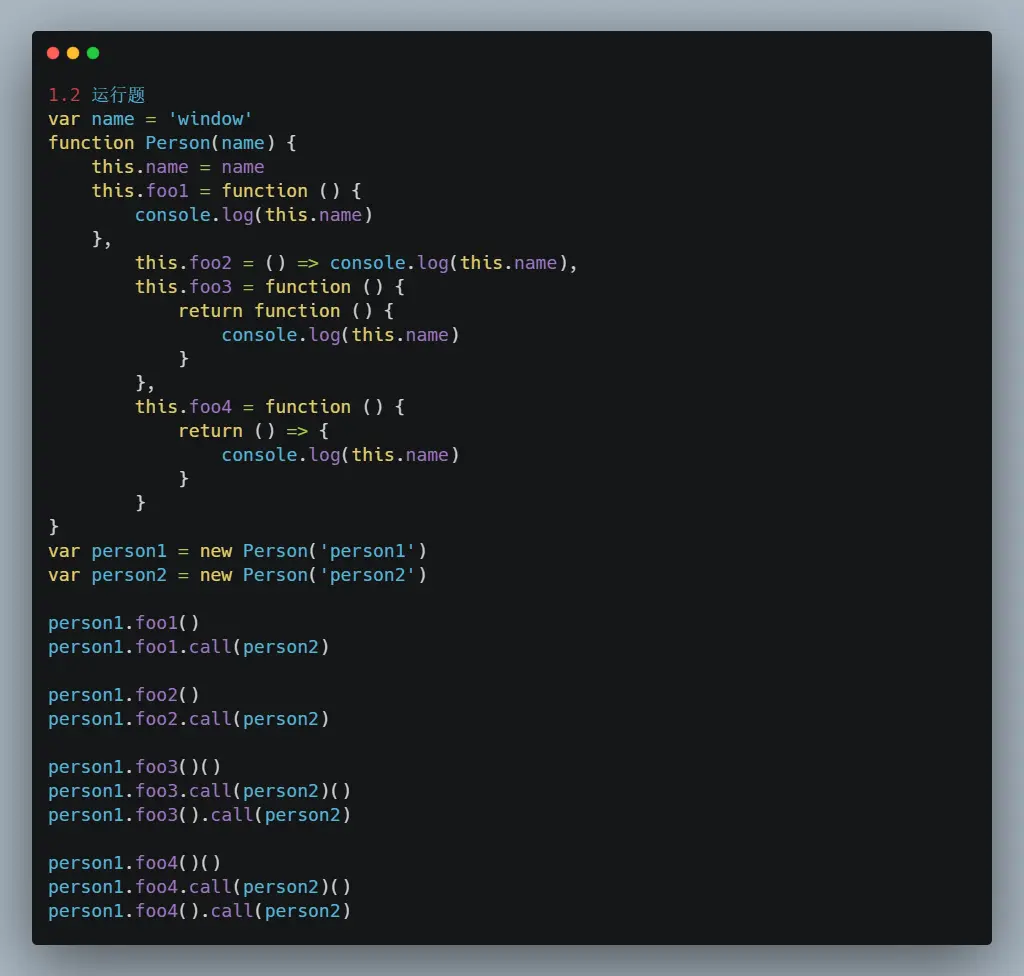 1.2 运行题
var name = 'window'
function Person(name) {
    this.name = name
    this.foo1 = function () {
        console.log(this.name)
    },
        this.foo2 = () => console.log(this.name),
        this.foo3 = function () {
            return function () {
                console.log(this.name)
            }
        },
        this.foo4 = function () {
            return () => {
                console.log(this.name)
            }
        }
}
var person1 = new Person('person1')
var person2 = new Person('person2')

person1.foo1()
person1.foo1.call(person2)

person1.foo2()
person1.foo2.call(person2)

person1.foo3()()
person1.foo3.call(person2)()
person1.foo3().call(person2)

person1.foo4()()
person1.foo4.call(person2)()
person1.foo4().call(person2)